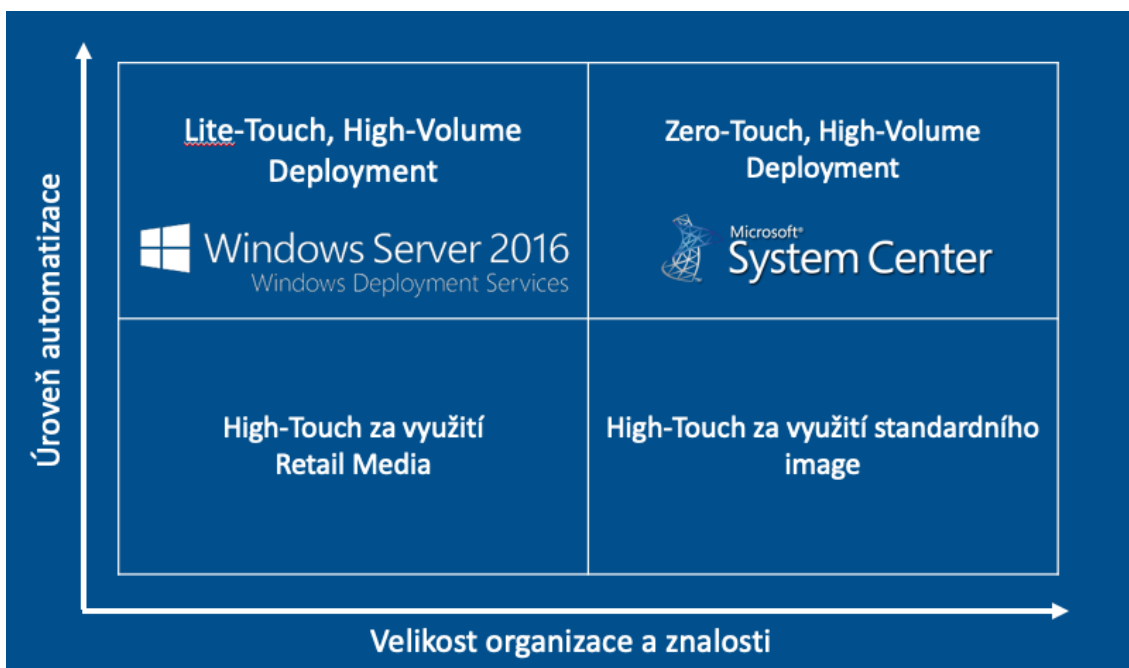 Úroveň automatizace
Lite-Touch, High-Volume
Deployment
Windows Server 2016
Windows Deployment Services
Zero-Touch, High-Volume
Deployment
Microsoft®
System Center
High-Touch za využití
Retail Media
High-Touch za využití standardního
image
Velikost organizace a znalosti